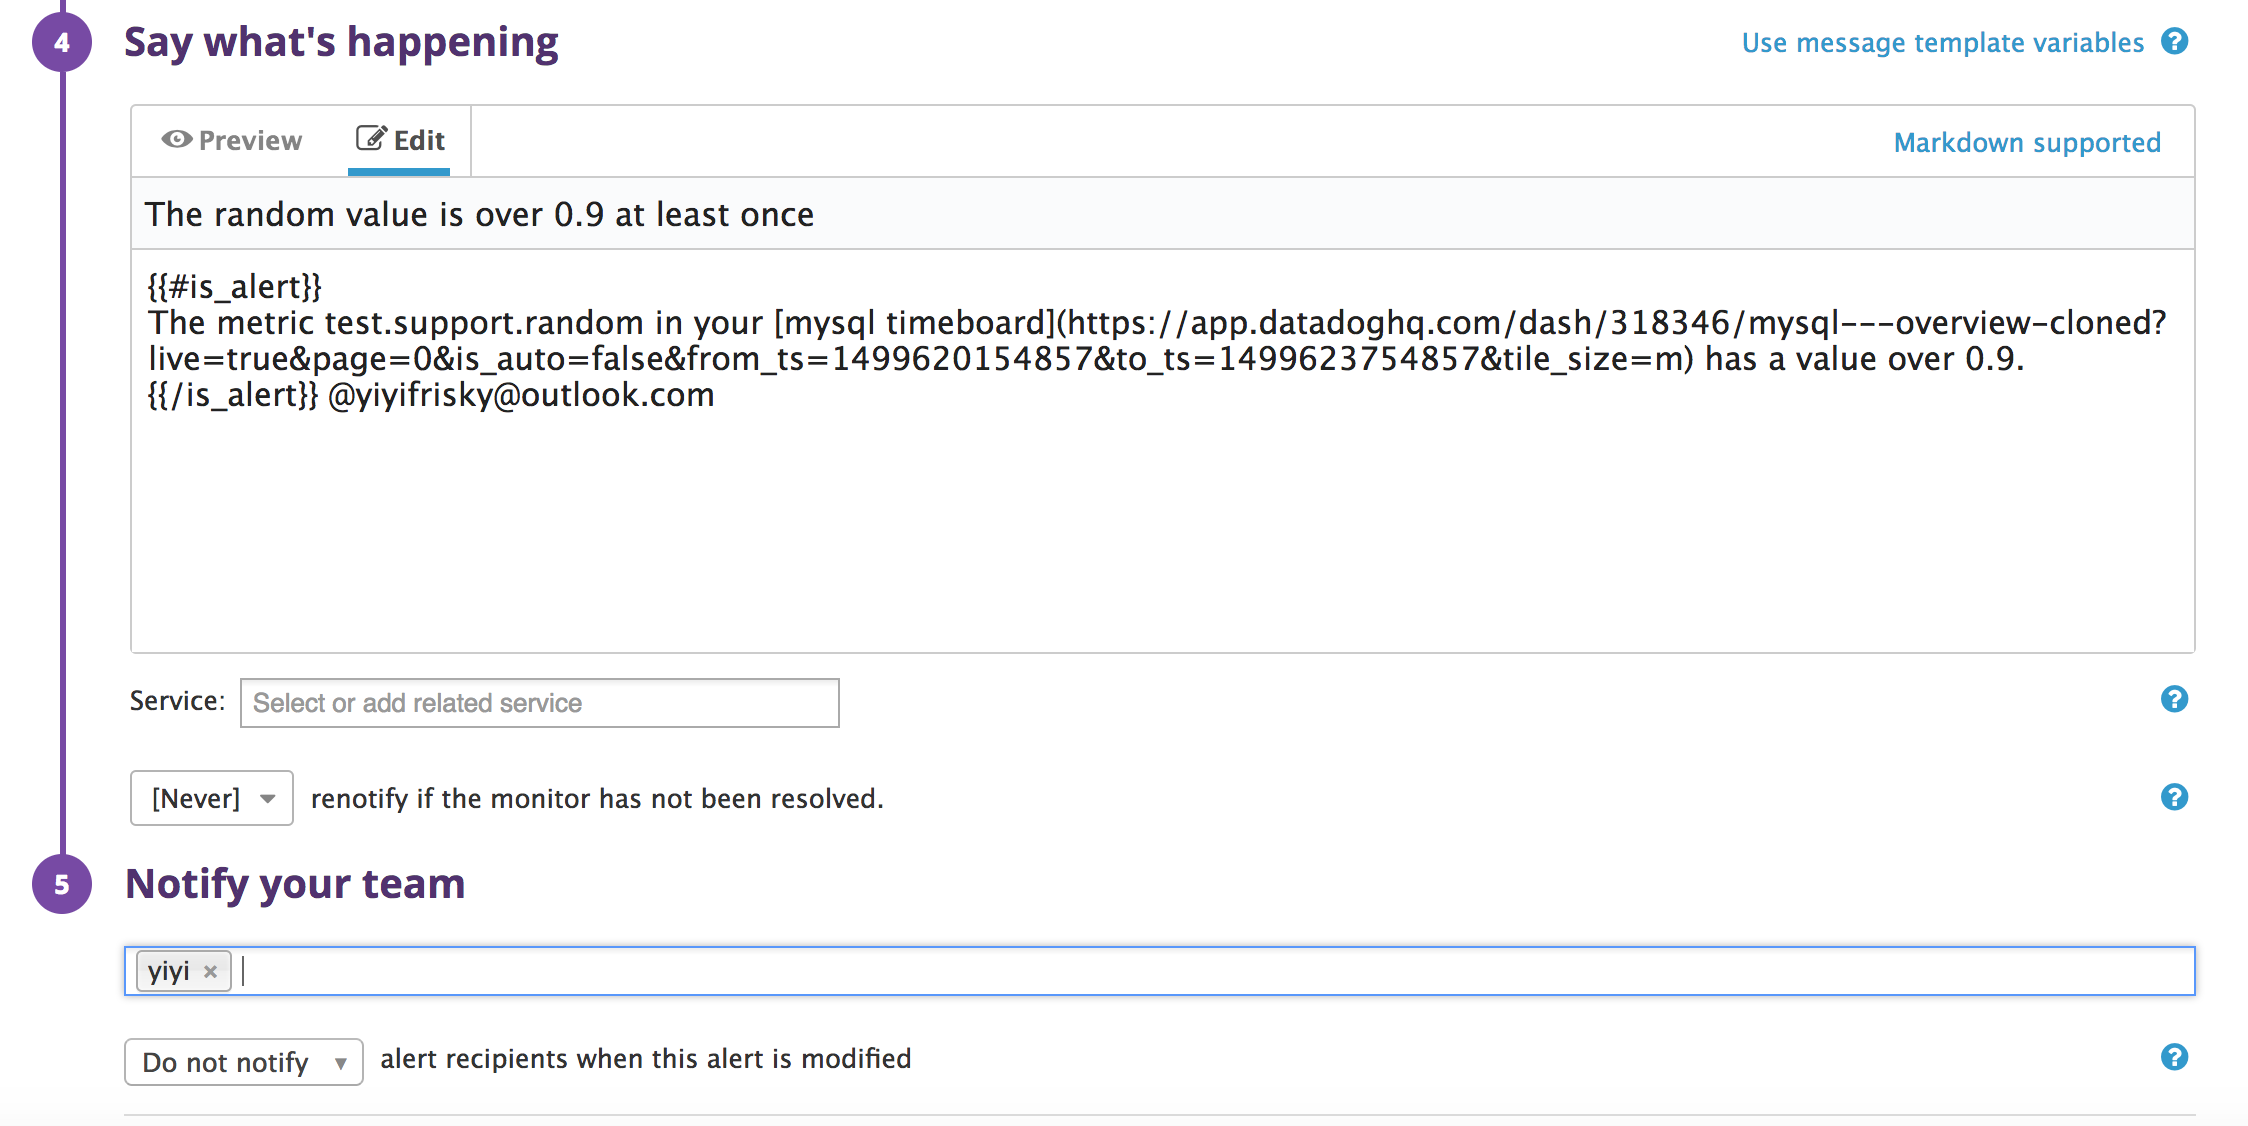 4 Say what's happening
Use message template variables ?
Preview Edit
Markdown supported
The random value is over 0.9 at least once
{{#is_alert}}
The metric test.support.random in your [mysql timeboard](https://app.datadoghq.com/dash/318346/mysql---overview-cloned?
live=true&page=0&is_auto=false&from_ts=1499620154857&to_ts=1499623754857&tile_size=m) has a value over 0.9.
{{/is_alert}} @yiyifrisky@outlook.com
Service: Select or add related service ?
[Never] renotify if the monitor has not been resolved. ?
5 Notify your team
yiyi ×
Do not notify alert recipients when this alert is modified ?